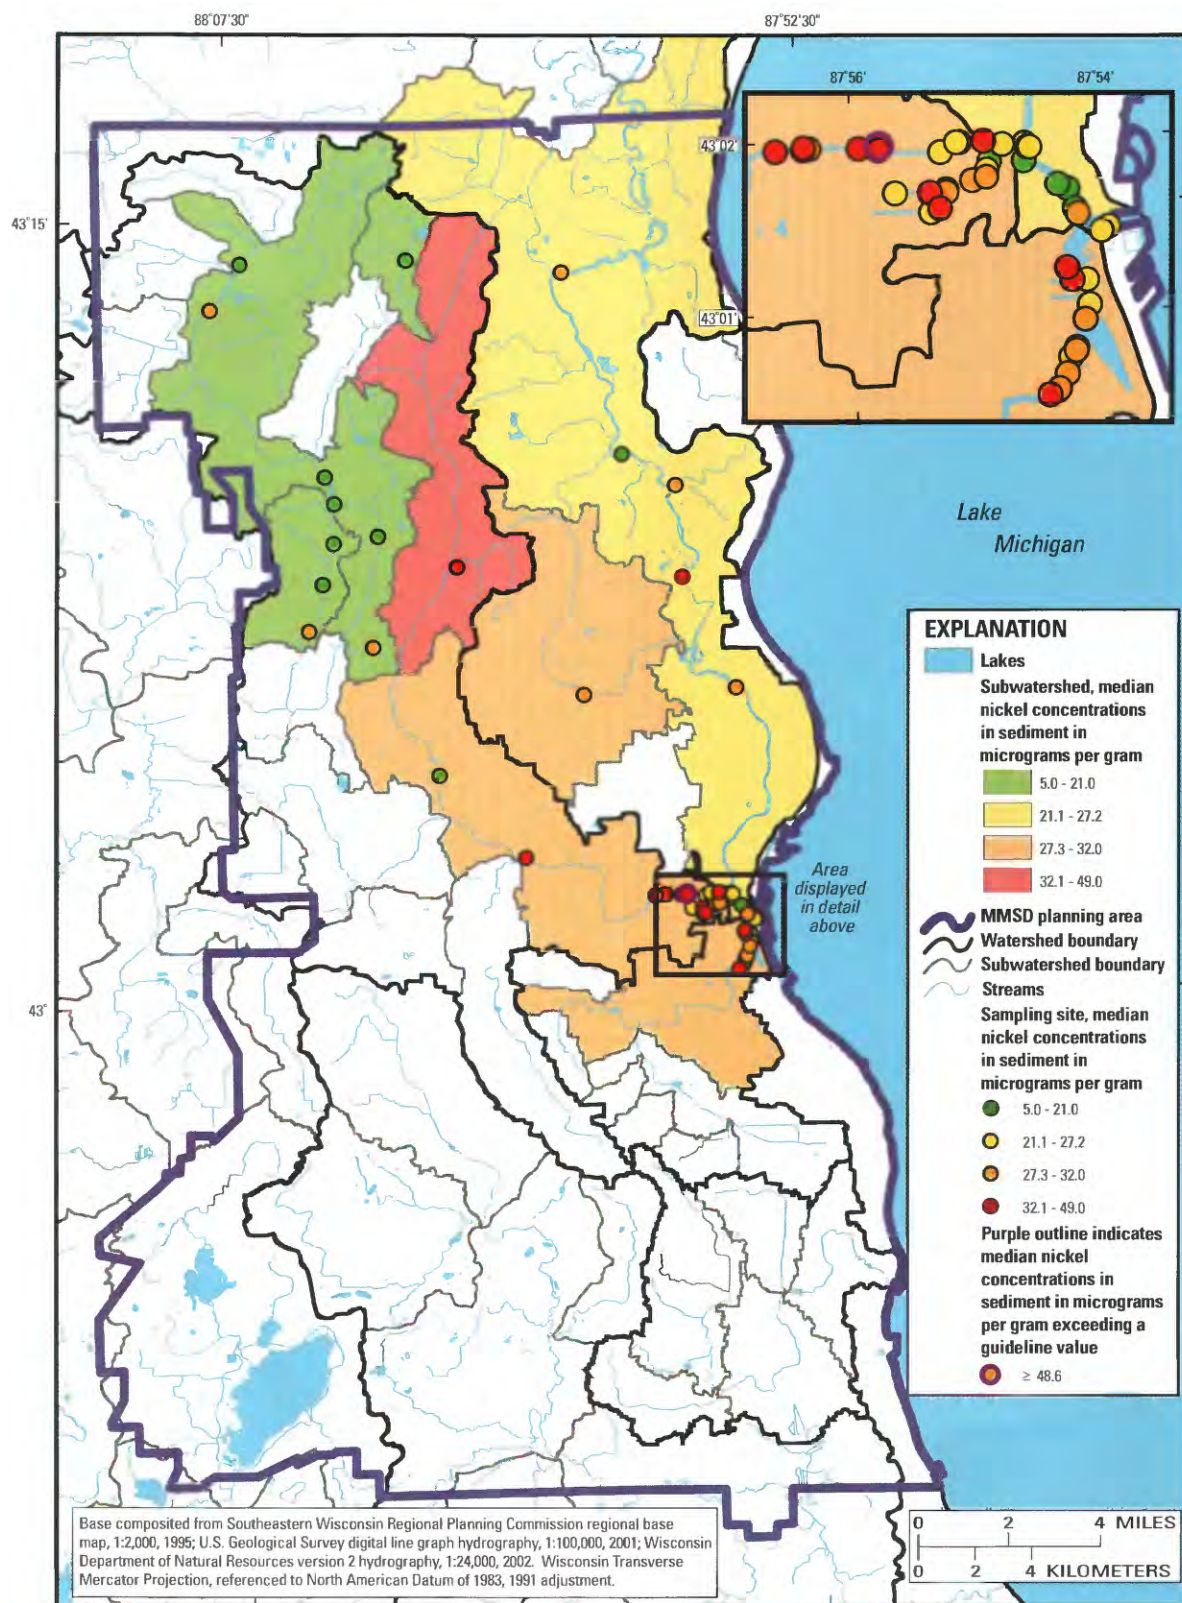 88°07'30"
87°52'30"
87°56'
87°54'
43°02'
43°15'
43°01'
Lake
Michigan
EXPLANATION
Lakes
Subwatershed, median
nickel concentrations
in sediment in
micrograms per gram
5.0 - 21.0
21.1 - 27.2
27.3 - 32.0
32.1 - 49.0
MMSD planning area
Watershed boundary
Subwatershed boundary
Streams
Sampling site, median
nickel concentrations
in sediment in
micrograms per gram
5.0 - 21.0
21.1 - 27.2
27.3 - 32.0
32.1 - 49.0
Purple outline indicates
median nickel
concentrations in
sediment in micrograms
per gram exceeding a
guideline value
≥ 48.6
Area
displayed
in detail
above
43°
Base composited from Southeastern Wisconsin Regional Planning Commission regional base
map, 1:2,000, 1995; U.S. Geological Survey digital line graph hydrography, 1:100,000, 2001; Wisconsin
Department of Natural Resources version 2 hydrography, 1:24,000, 2002. Wisconsin Transverse
Mercator Projection, referenced to North American Datum of 1983, 1991 adjustment.
0 2 4 MILES
0 2 4 KILOMETERS